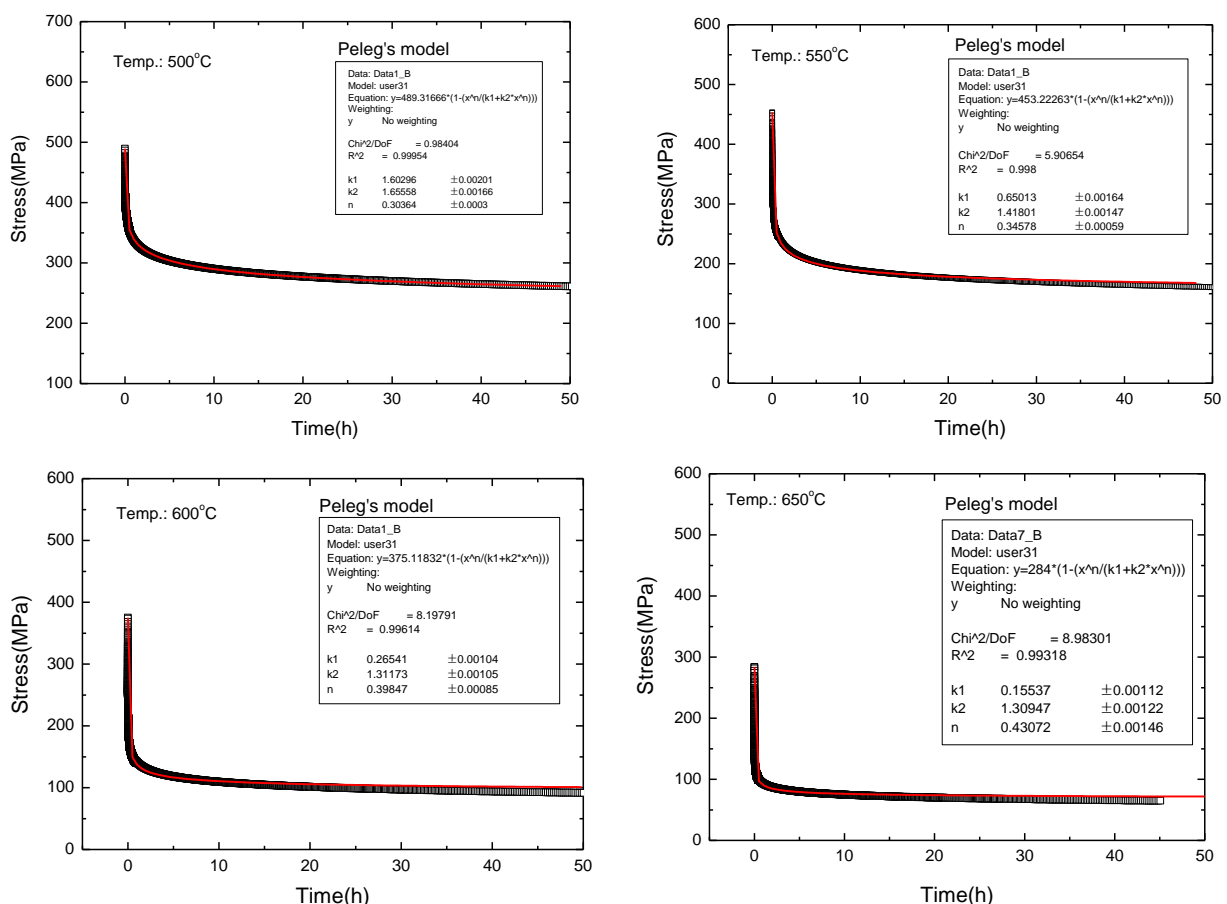 Temp.: 500°C
Peleg's model
Data: Data1_B
Model: user31
Equation: y=489.31666*(1-(x^n/(k1+k2*x^n)))
Weighting:
y No weighting
Chi^2/DoF = 0.98404
R^2 = 0.99954
k1 1.60296 ±0.00201
k2 1.65558 ±0.00166
n 0.30364 ±0.0003
700
600
500
400
300
200
100
Stress(MPa)
0 10 20 30 40 50
Time(h)
Temp.: 550°C
Peleg's model
Data: Data1_B
Model: user31
Equation: y=453.22263*(1-(x^n/(k1+k2*x^n)))
Weighting:
y No weighting
Chi^2/DoF = 5.90654
R^2 = 0.998
k1 0.65013 ±0.00164
k2 1.41801 ±0.00147
n 0.34578 ±0.00059
600
500
400
300
200
100
0
Stress(MPa)
0 10 20 30 40 50
Time(h)
Temp.: 600°C
Peleg's model
Data: Data1_B
Model: user31
Equation: y=375.11832*(1-(x^n/(k1+k2*x^n)))
Weighting:
y No weighting
Chi^2/DoF = 8.19791
R^2 = 0.99614
k1 0.26541 ±0.00104
k2 1.31173 ±0.00105
n 0.39847 ±0.00085
600
500
400
300
200
100
0
Stress(MPa)
0 10 20 30 40 50
Time(h)
Temp.: 650°C
Peleg's model
Data: Data7_B
Model: user31
Equation: y=284*(1-(x^n/(k1+k2*x^n)))
Weighting:
y No weighting
Chi^2/DoF = 8.98301
R^2 = 0.99318
k1 0.15537 ±0.00112
k2 1.30947 ±0.00122
n 0.43072 ±0.00146
600
500
400
300
200
100
0
Stress(MPa)
0 10 20 30 40 50
Time(h)